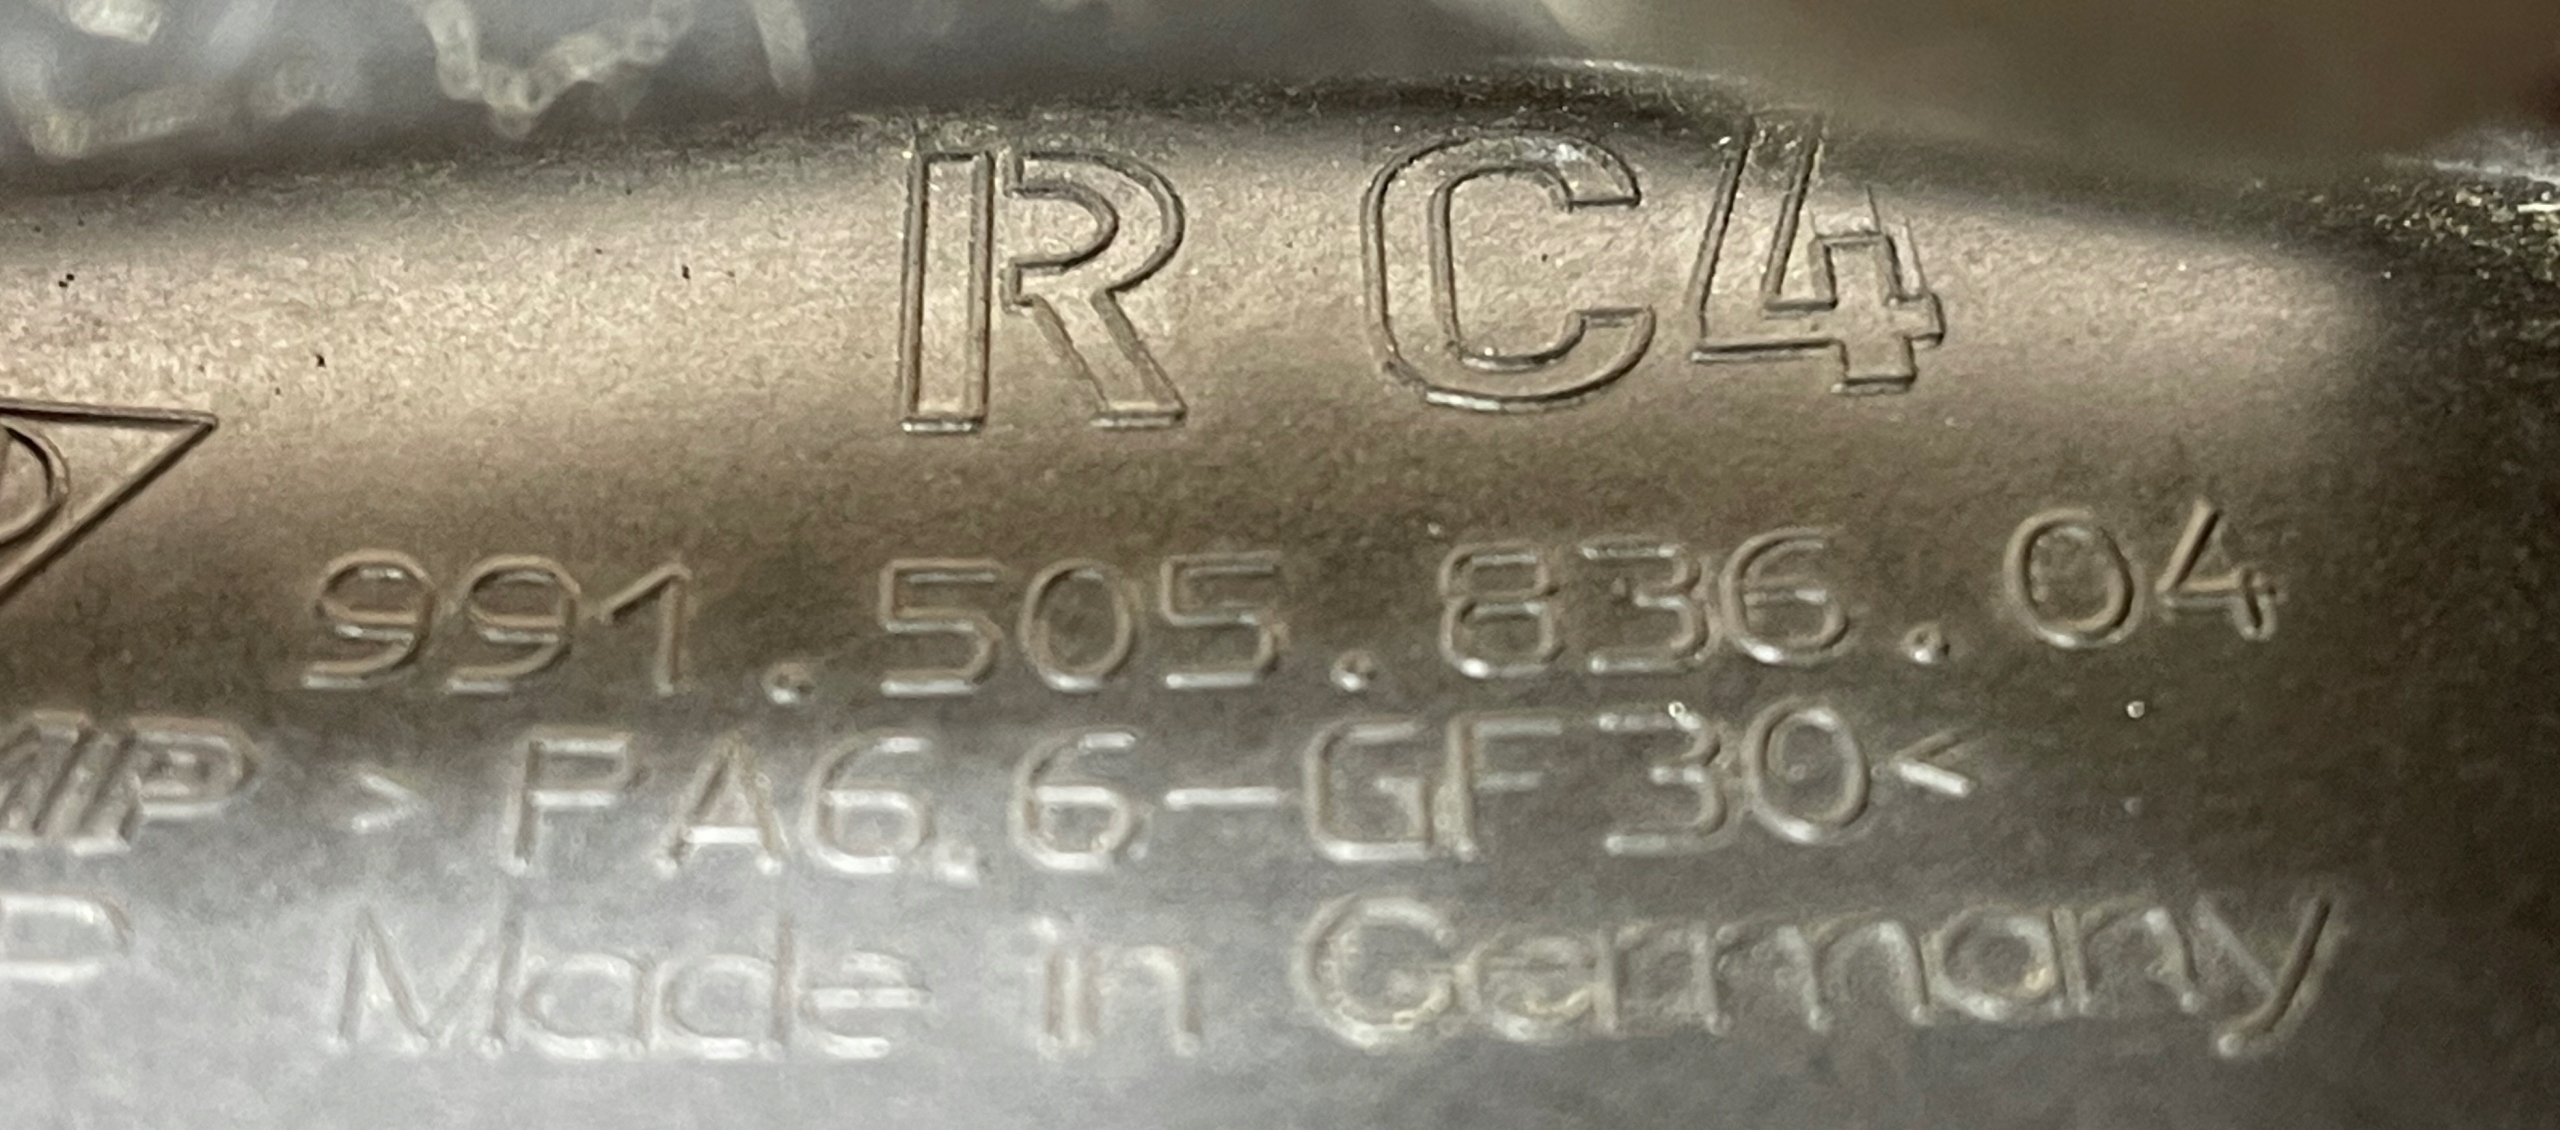 R C4
991.505.836.04
>PA6.6-GF30<
Made in Germany